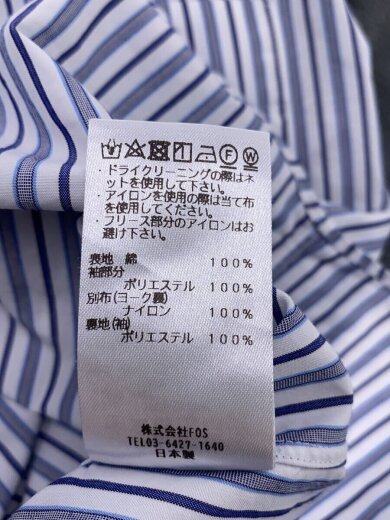 ・ドライクリーニングの際はネ
ットを使用して下さい。
・アイロンを使用の際は当て布
を使用してください。
・フリース部分のアイロンはお
避け下さい。
表地 綿 100%
袖部分
ポリエステル 100%
別布(ヨーク裏)
ナイロン 100%
裏地(袖)
ポリエステル 100%
株式会社FOS
TEL03-6427-1640
日本製